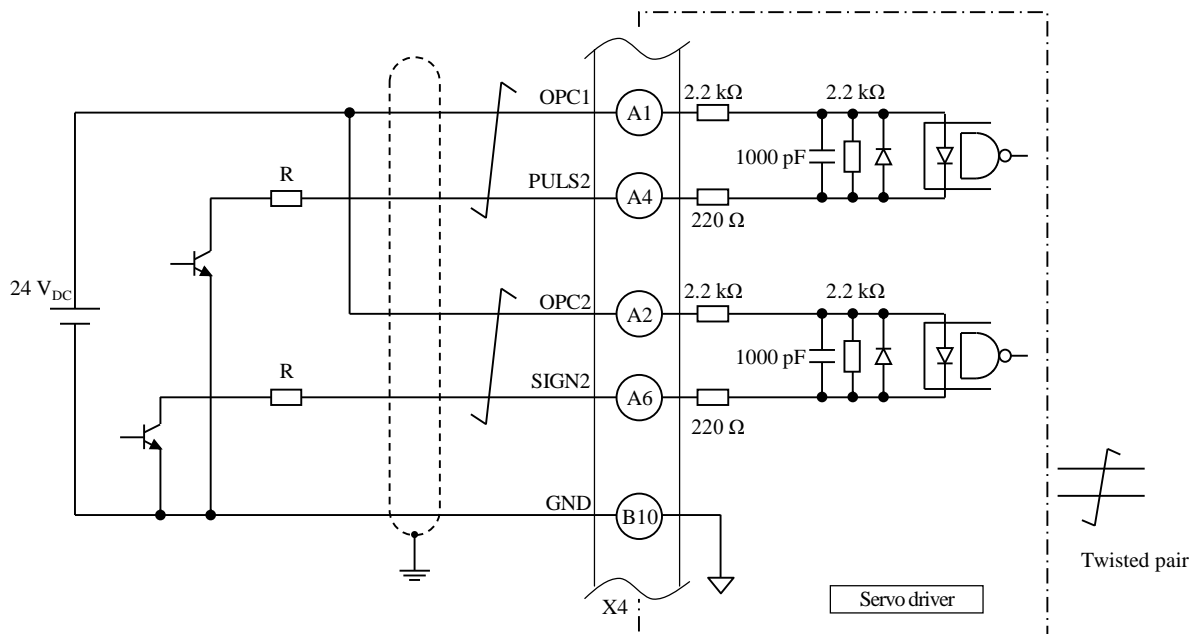 OPC1
A1
2.2 kΩ
2.2 kΩ
1000 pF
R
PULS2
A4
220 Ω
24 VDC
OPC2
A2
2.2 kΩ
2.2 kΩ
1000 pF
R
SIGN2
A6
220 Ω
GND
B10
Twisted pair
X4
Servo driver